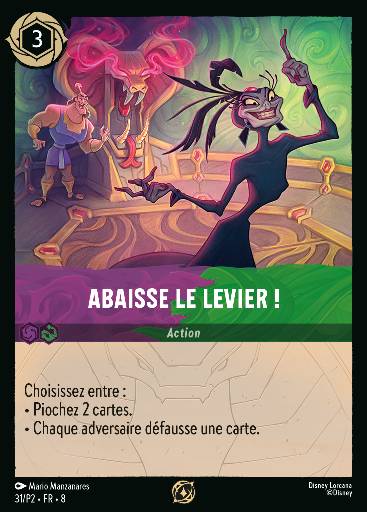 3
ABAISSE LE LEVIER !
Action
Choisissez entre :
• Piochez 2 cartes.
• Chaque adversaire défausse une carte.
Mario Manzanares
31/P2 • FR • 8
Disney Lorcana
©Disney